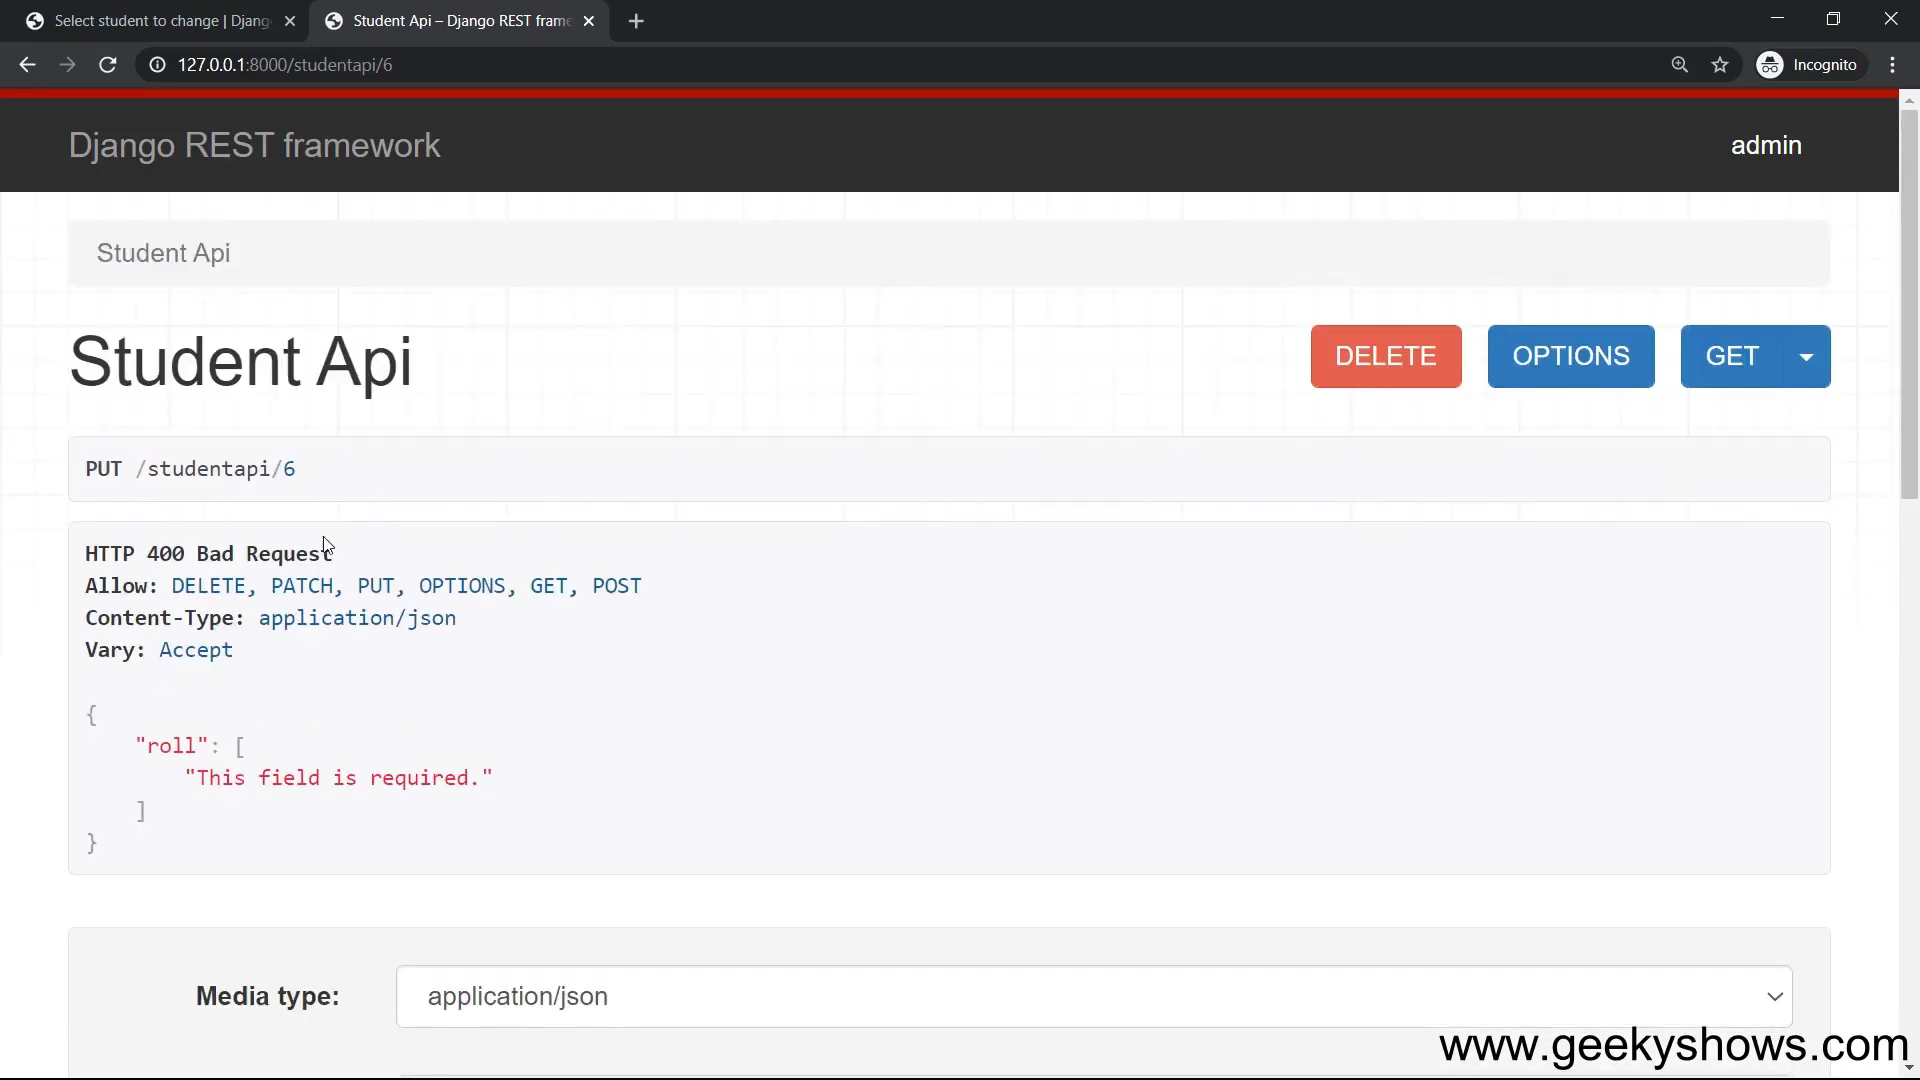 Select student to change | Djang
Student Api – Django REST frame
127.0.0.1:8000/studentapi/6
Incognito
Django REST framework
admin
Student Api
Student Api
DELETE
OPTIONS
GET
PUT /studentapi/6
HTTP 400 Bad Request
Allow: DELETE, PATCH, PUT, OPTIONS, GET, POST
Content-Type: application/json
Vary: Accept
{
"roll": [
"This field is required."
]
}
Media type:
application/json
www.geekyshows.com